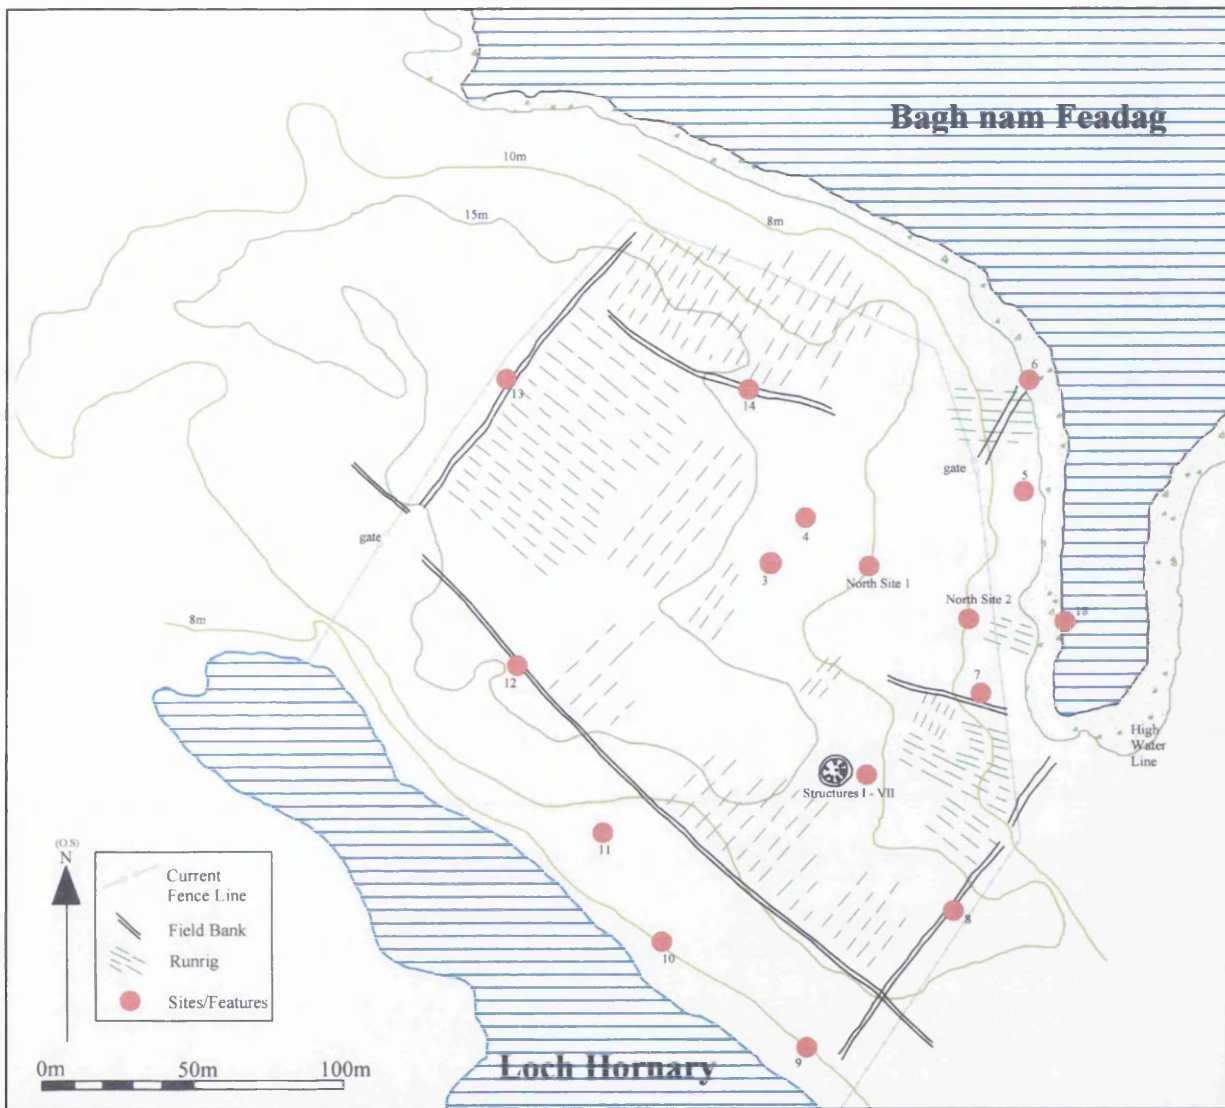 Bagh nam Feadag
10m
15m
8m
6
13
14
gate
5
4
gate
3
North Site 1
North Site 2
8m
15
12
7
High
Water
Line
Structures I - VII
11
(O.S)
N
Current
Fence Line
Field Bank
Runrig
Sites/Features
8
10
9
0m
50m
100m
Loch Hornary